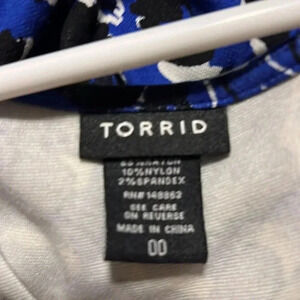 TORRID
10%NYLON
2%SPANDEX
SEE CARE
ON REVERSE
MADE IN CHINA
00